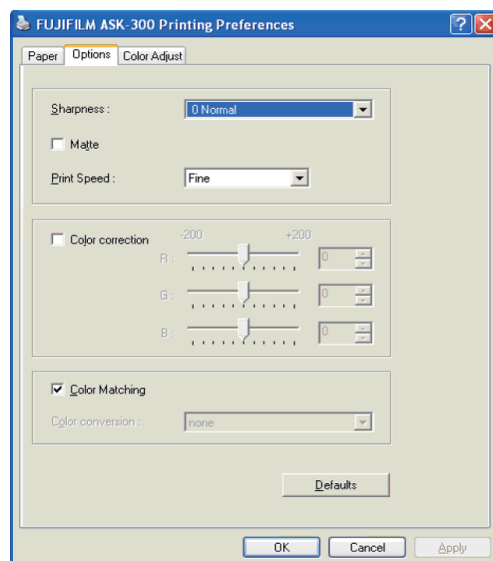 FUJIFILM ASK-300 Printing Preferences
Paper Options Color Adjust
Sharpness : 0 Normal
Matte
Print Speed : Fine
Color correction -200 +200
R : 0
G : 0
B : 0
Color Matching
Color conversion : none
Defaults
OK Cancel Apply